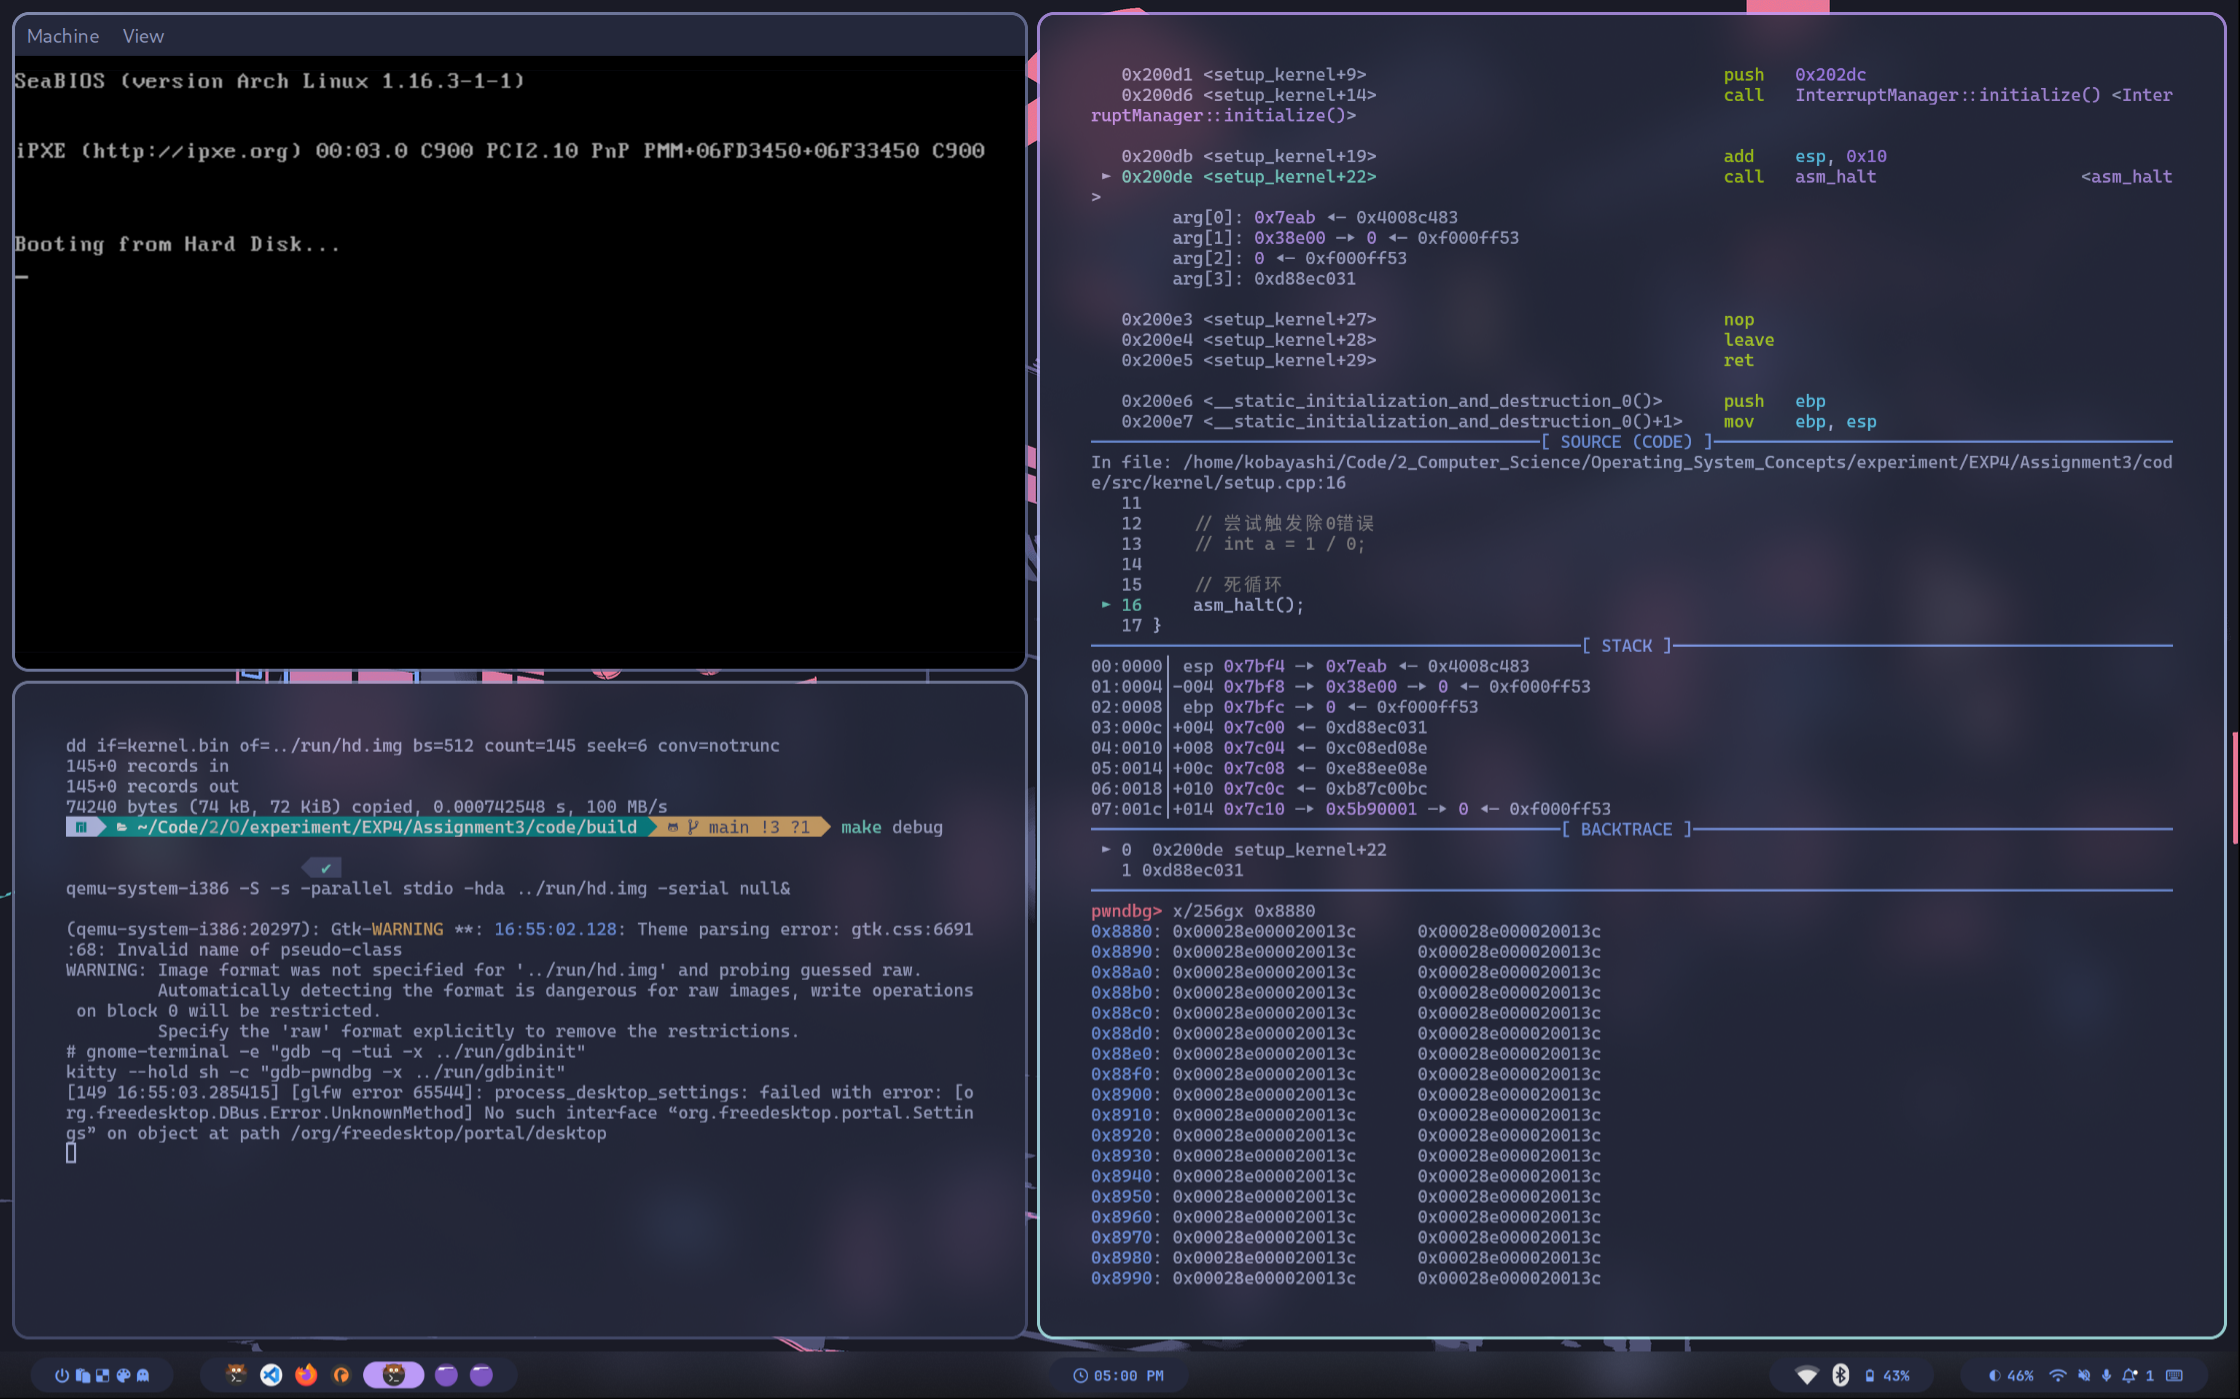 Machine View
SeaBIOS (version Arch Linux 1.16.3-1-1)
iPXE (http://ipxe.org) 00:03.0 C900 PCI2.10 PnP PMM+06FD3450+06F33450 C900
Booting from Hard Disk...
dd if=kernel.bin of=../run/hd.img bs=512 count=145 seek=6 conv=notrunc
145+0 records in
145+0 records out
74240 bytes (74 kB, 72 KiB) copied, 0.000742548 s, 100 MB/s
~/Code/2/O/experiment/EXP4/Assignment3/code/build main !3 ?1 make debug
✔
qemu-system-i386 -S -s -parallel stdio -hda ../run/hd.img -serial null&
(qemu-system-i386:20297): Gtk-WARNING **: 16:55:02.128: Theme parsing error: gtk.css:6691
:68: Invalid name of pseudo-class
WARNING: Image format was not specified for '../run/hd.img' and probing guessed raw.
Automatically detecting the format is dangerous for raw images, write operations
on block 0 will be restricted.
Specify the 'raw' format explicitly to remove the restrictions.
# gnome-terminal -e "gdb -q -tui -x ../run/gdbinit"
kitty --hold sh -c "gdb-pwndbg -x ../run/gdbinit"
[149 16:55:03.285415] [glfw error 65544]: process_desktop_settings: failed with error: [o
rg.freedesktop.DBus.Error.UnknownMethod] No such interface “org.freedesktop.portal.Settin
gs” on object at path /org/freedesktop/portal/desktop
0x200d1 <setup_kernel+9> push 0x202dc
0x200d6 <setup_kernel+14> call InterruptManager::initialize() <Inter
ruptManager::initialize()>
0x200db <setup_kernel+19> add esp, 0x10
► 0x200de <setup_kernel+22> call asm_halt <asm_halt
>
arg[0]: 0x7eab ◂— 0x4008c483
arg[1]: 0x38e00 —▸ 0 ◂— 0xf000ff53
arg[2]: 0 ◂— 0xf000ff53
arg[3]: 0xd88ec031
0x200e3 <setup_kernel+27> nop
0x200e4 <setup_kernel+28> leave
0x200e5 <setup_kernel+29> ret
0x200e6 <__static_initialization_and_destruction_0()> push ebp
0x200e7 <__static_initialization_and_destruction_0()+1> mov ebp, esp
[ SOURCE (CODE) ]
In file: /home/kobayashi/Code/2_Computer_Science/Operating_System_Concepts/experiment/EXP4/Assignment3/cod
e/src/kernel/setup.cpp:16
11
12 // 尝试触发除0错误
13 // int a = 1 / 0;
14
15 // 死循环
► 16 asm_halt();
17 }
[ STACK ]
00:0000│ esp 0x7bf4 —▸ 0x7eab ◂— 0x4008c483
01:0004│-004 0x7bf8 —▸ 0x38e00 —▸ 0 ◂— 0xf000ff53
02:0008│ ebp 0x7bfc —▸ 0 ◂— 0xf000ff53
03:000c│+004 0x7c00 ◂— 0xd88ec031
04:0010│+008 0x7c04 ◂— 0xc08ed08e
05:0014│+00c 0x7c08 ◂— 0xe88ee08e
06:0018│+010 0x7c0c ◂— 0xb87c00bc
07:001c│+014 0x7c10 —▸ 0x5b90001 —▸ 0 ◂— 0xf000ff53
[ BACKTRACE ]
► 0 0x200de setup_kernel+22
1 0xd88ec031
pwndbg> x/256gx 0x8880
0x8880: 0x00028e000020013c 0x00028e000020013c
0x8890: 0x00028e000020013c 0x00028e000020013c
0x88a0: 0x00028e000020013c 0x00028e000020013c
0x88b0: 0x00028e000020013c 0x00028e000020013c
0x88c0: 0x00028e000020013c 0x00028e000020013c
0x88d0: 0x00028e000020013c 0x00028e000020013c
0x88e0: 0x00028e000020013c 0x00028e000020013c
0x88f0: 0x00028e000020013c 0x00028e000020013c
0x8900: 0x00028e000020013c 0x00028e000020013c
0x8910: 0x00028e000020013c 0x00028e000020013c
0x8920: 0x00028e000020013c 0x00028e000020013c
0x8930: 0x00028e000020013c 0x00028e000020013c
0x8940: 0x00028e000020013c 0x00028e000020013c
0x8950: 0x00028e000020013c 0x00028e000020013c
0x8960: 0x00028e000020013c 0x00028e000020013c
0x8970: 0x00028e000020013c 0x00028e000020013c
0x8980: 0x00028e000020013c 0x00028e000020013c
0x8990: 0x00028e000020013c 0x00028e000020013c
05:00 PM
43%
46%
1